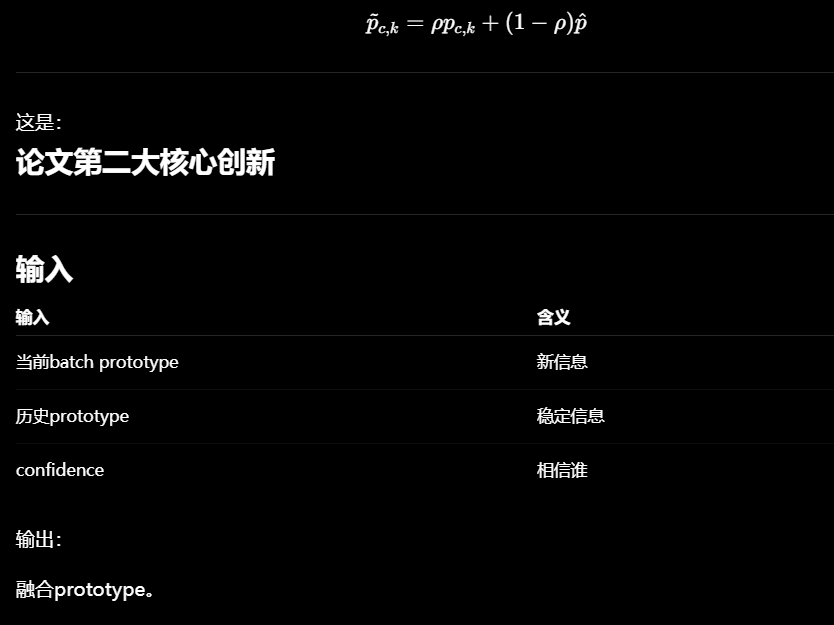 p̃_{c,k} = ρp_{c,k} + (1 − ρ)p̂
这是：
论文第二大核心创新
输入
输入 含义
当前batch prototype 新信息
历史prototype 稳定信息
confidence 相信谁
输出：
融合prototype。